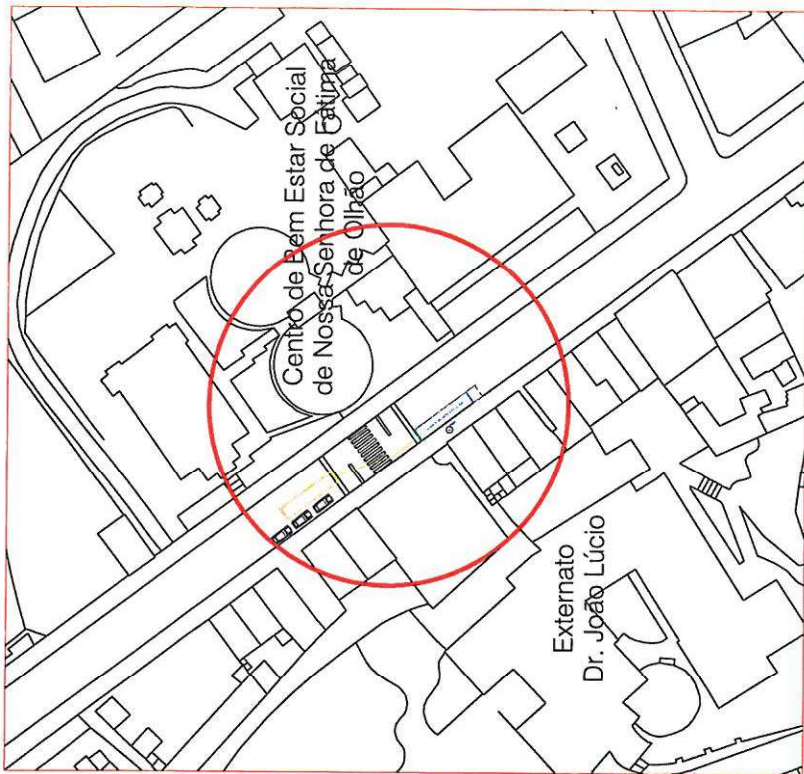 Centro de Bem Estar Social
de Nossa Senhora de Fátima
de Olhão
Externato
Dr. João Lúcio